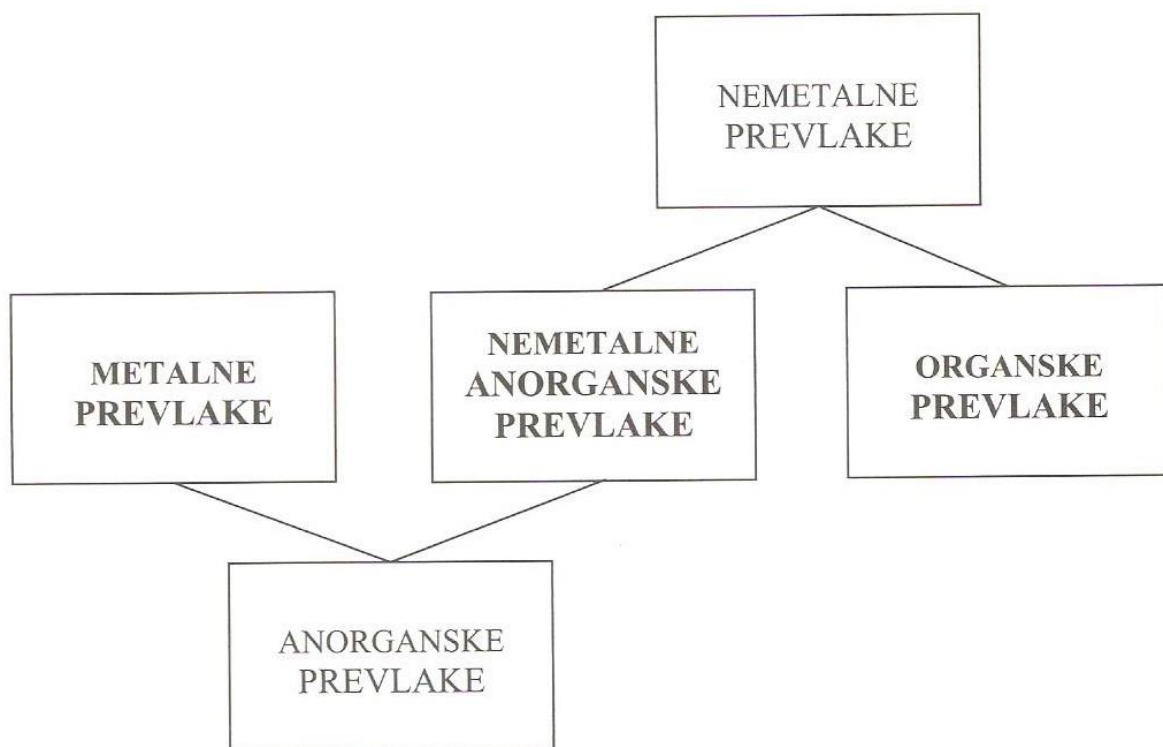 NEMETALNE
PREVLAKE
METALNE
PREVLAKE
NEMETALNE
ANORGANSKE
PREVLAKE
ORGANSKE
PREVLAKE
ANORGANSKE
PREVLAKE